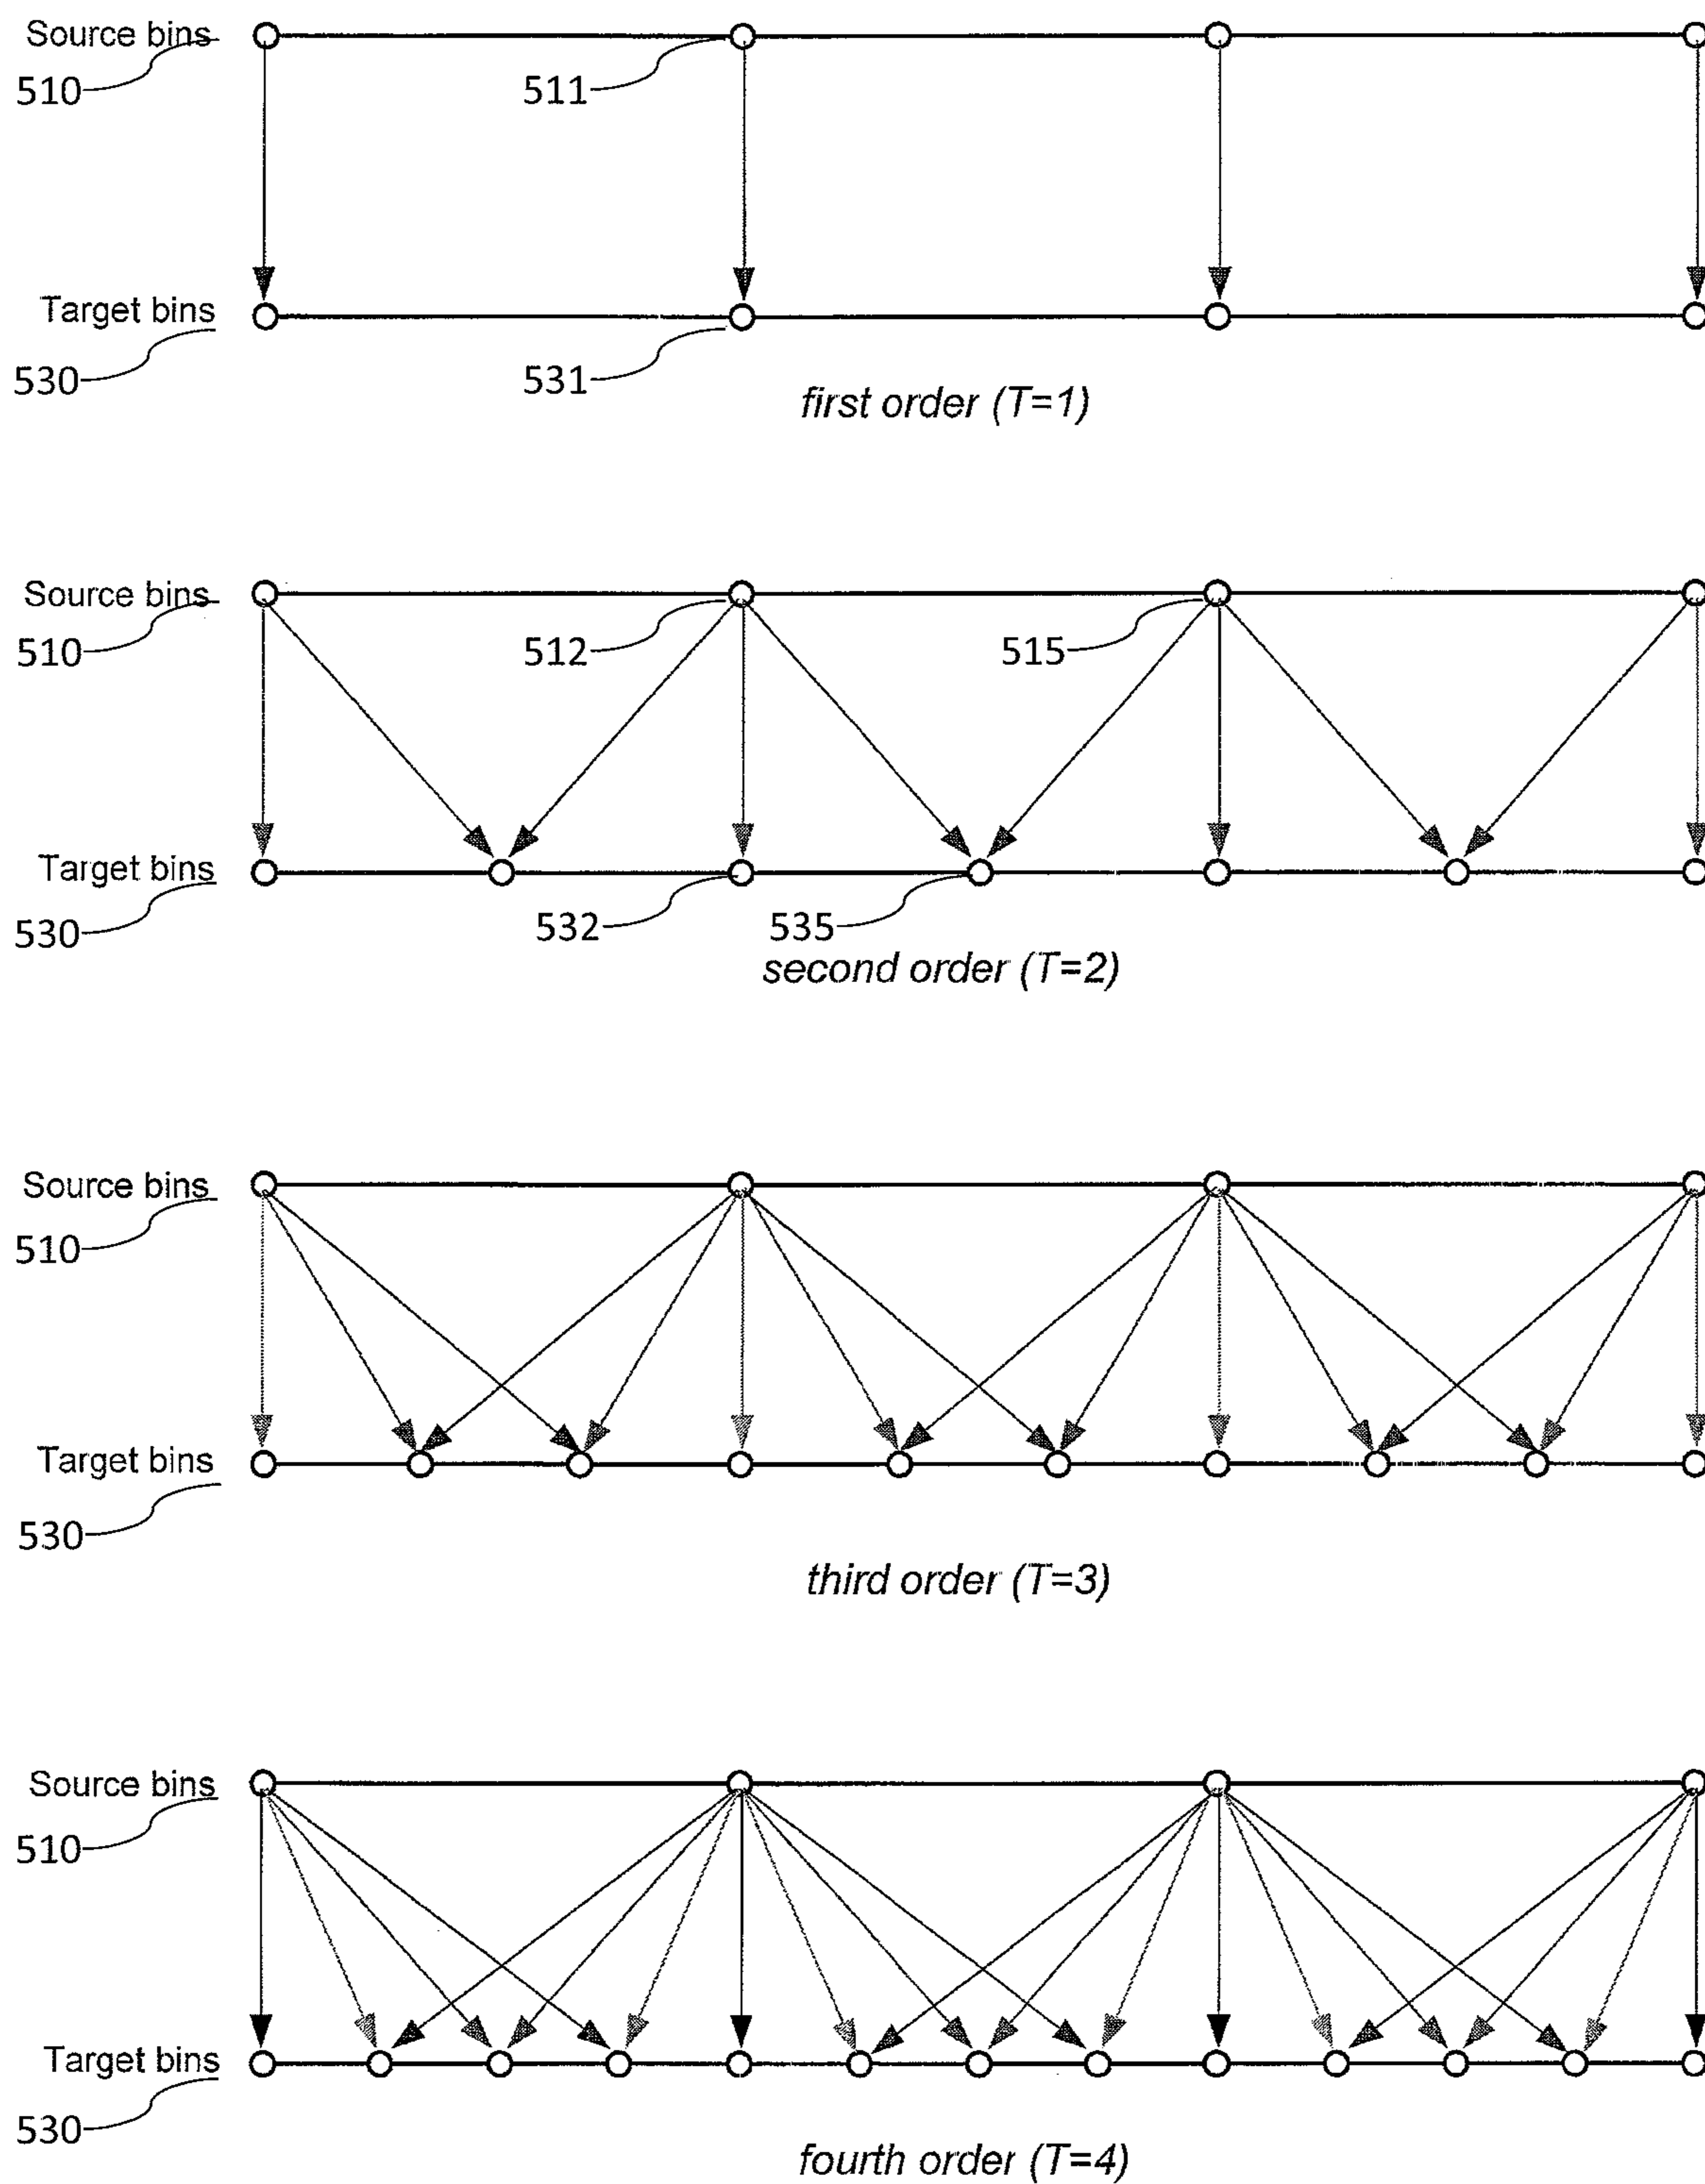 Source bins
510
511
Target bins
530
531
first order (T=1)
Source bins
510
512
515
Target bins
530
532
535
second order (T=2)
Source bins
510
Target bins
530
third order (T=3)
Source bins
510
Target bins
530
fourth order (T=4)